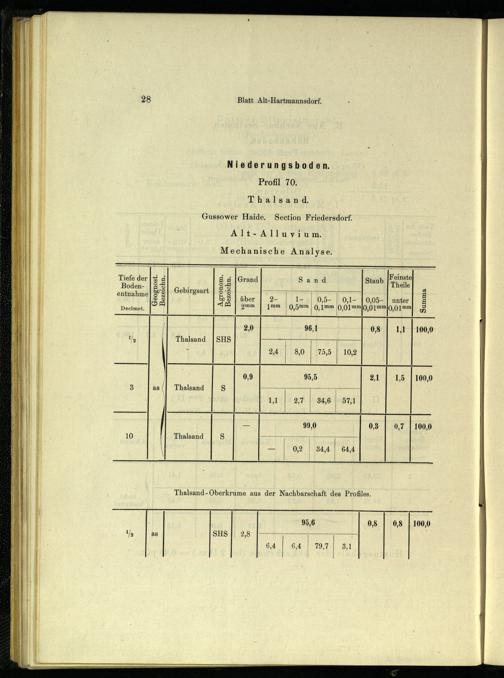 28 Blatt Alt-Hartmannsdorf.
Niederungsboden.
Profil 70.
Thalsand.
Gussower Haide. Section Friedersdorf.
Alt-Alluvium.
Mechanische Analyse.
Tiefe der Boden-entnahme Decimet. Geognost. Bezeichn. Gebirgsart Agronom. Bezeichn. Grand über 2mm Sand 2-1mm 1-0,5mm 0,5-0,1mm 0,1-0,01mm Staub 0,05-0,01mm Feinste Theile unter 0,01mm Summa
2,0 96,1 0,8 1,1 100,0
1/2 Thalsand SHS
2,4 8,0 75,5 10,2
0,9 95,5 2,1 1,5 100,0
3 as Thalsand S
1,1 2,7 34,6 57,1
— 99,0 0,3 0,7 100,0
10 Thalsand S
— 0,2 34,4 64,4
Thalsand-Oberkrume aus der Nachbarschaft des Profiles.
95,6 0,8 0,8 100,0
1/2 as SHS 2,8
6,4 6,4 79,7 3,1